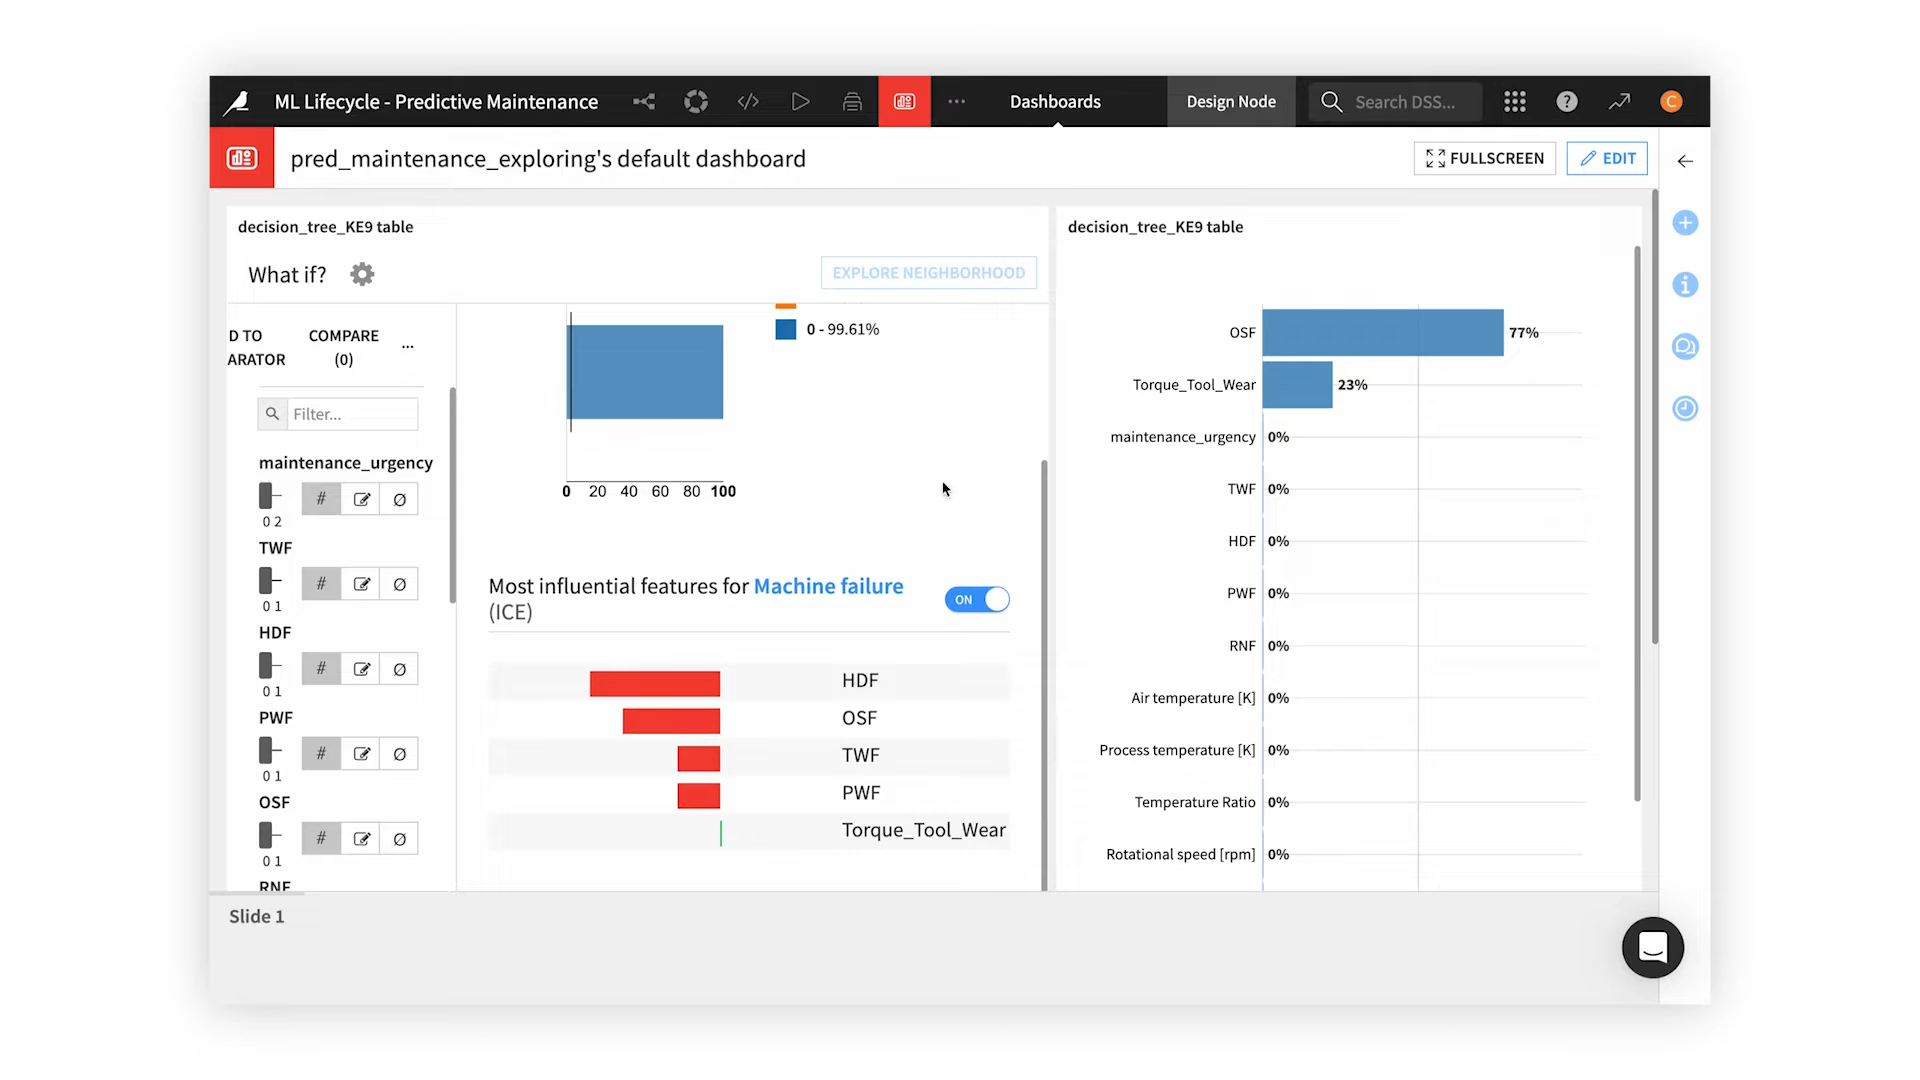 ML Lifecycle - Predictive Maintenance
Dashboards
Design Node
Search DSS...
?
C
pred_maintenance_exploring's default dashboard
FULLSCREEN
EDIT
decision_tree_KE9 table
What if?
EXPLORE NEIGHBORHOOD
D TO
ARATOR
COMPARE
(0)
...
Filter...
maintenance_urgency
#
Ø
0 2
TWF
#
Ø
0 1
HDF
#
Ø
0 1
PWF
#
Ø
0 1
OSF
#
Ø
0 1
RNF
0 - 99.61%
0 20 40 60 80 100
Most influential features for Machine failure
(ICE)
ON
HDF
OSF
TWF
PWF
Torque_Tool_Wear
decision_tree_KE9 table
OSF 77%
Torque_Tool_Wear 23%
maintenance_urgency 0%
TWF 0%
HDF 0%
PWF 0%
RNF 0%
Air temperature [K] 0%
Process temperature [K] 0%
Temperature Ratio 0%
Rotational speed [rpm] 0%
Slide 1